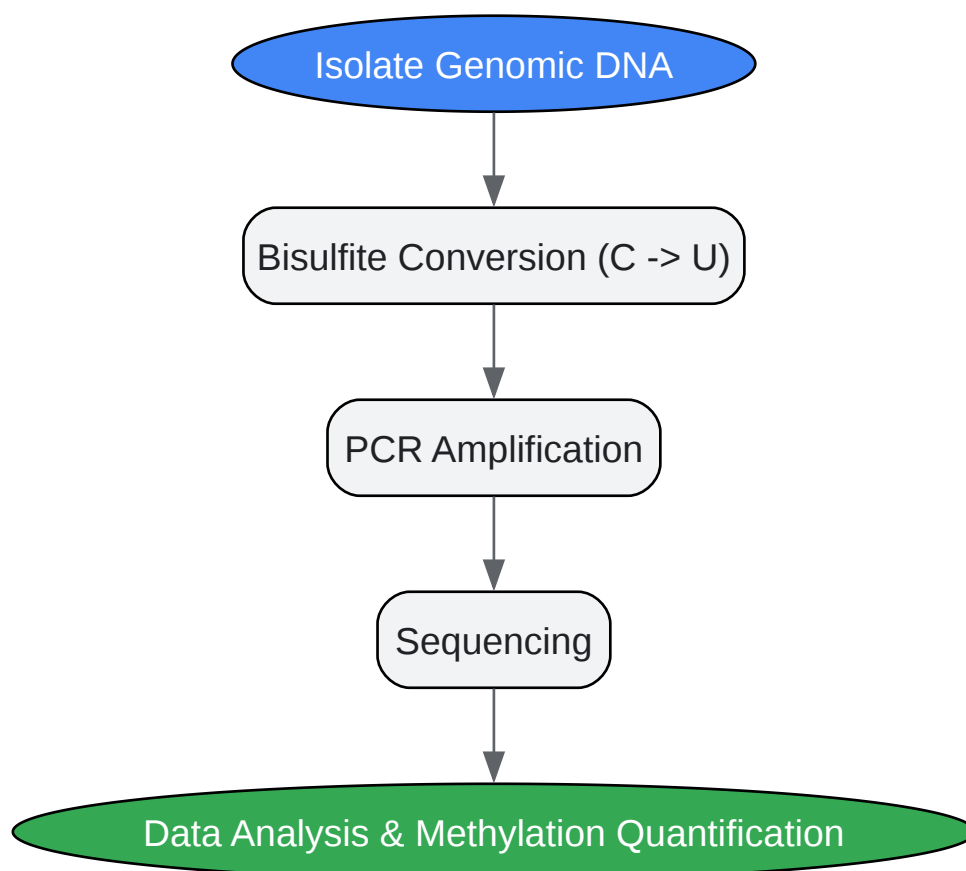 Isolate Genomic DNA
Bisulfite Conversion (C -> U)
PCR Amplification
Sequencing
Data Analysis & Methylation Quantification